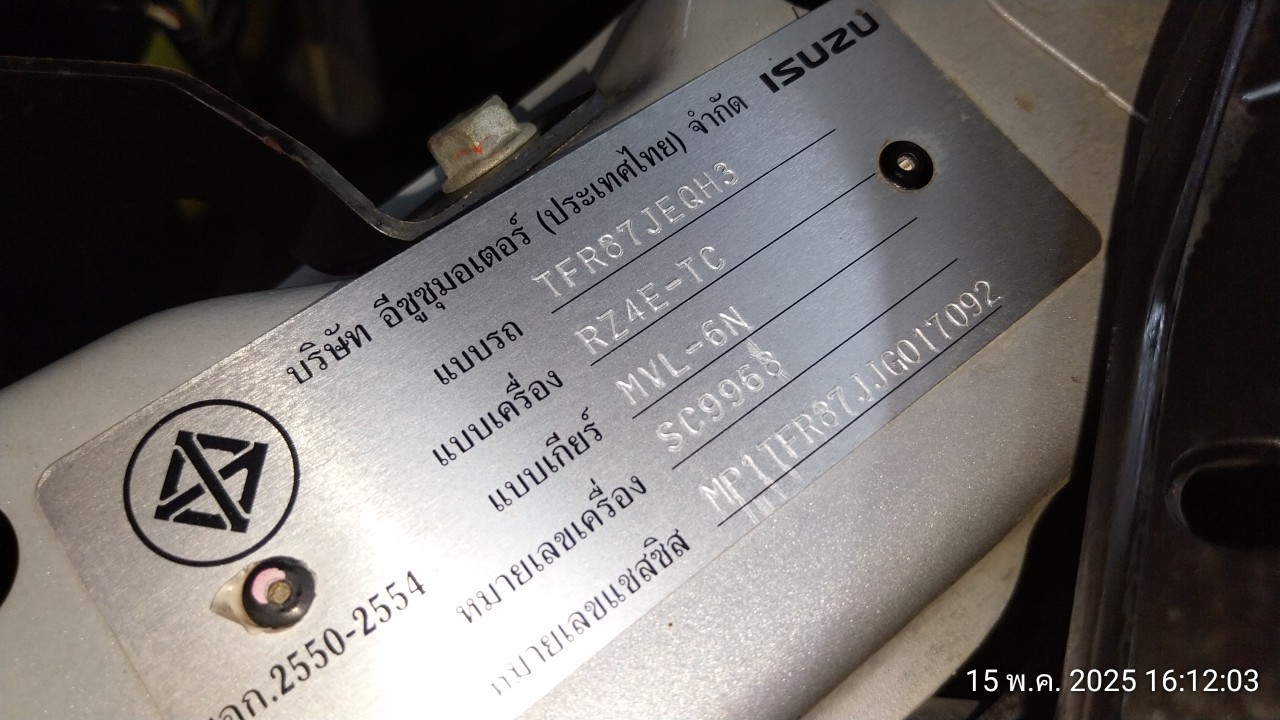 ISUZU
บริษัท อีซูซุมอเตอร์ (ประเทศไทย) จำกัด
แบบรถ TFR87JEQH3
แบบเครื่อง RZ4E-TC
แบบเกียร์ MVL-6N
หมายเลขเครื่อง SC9968
หมายเลขแชสซิส MP1TFR87JJG017092
มอก.2550-2554
15 พ.ค. 2025 16:12:03